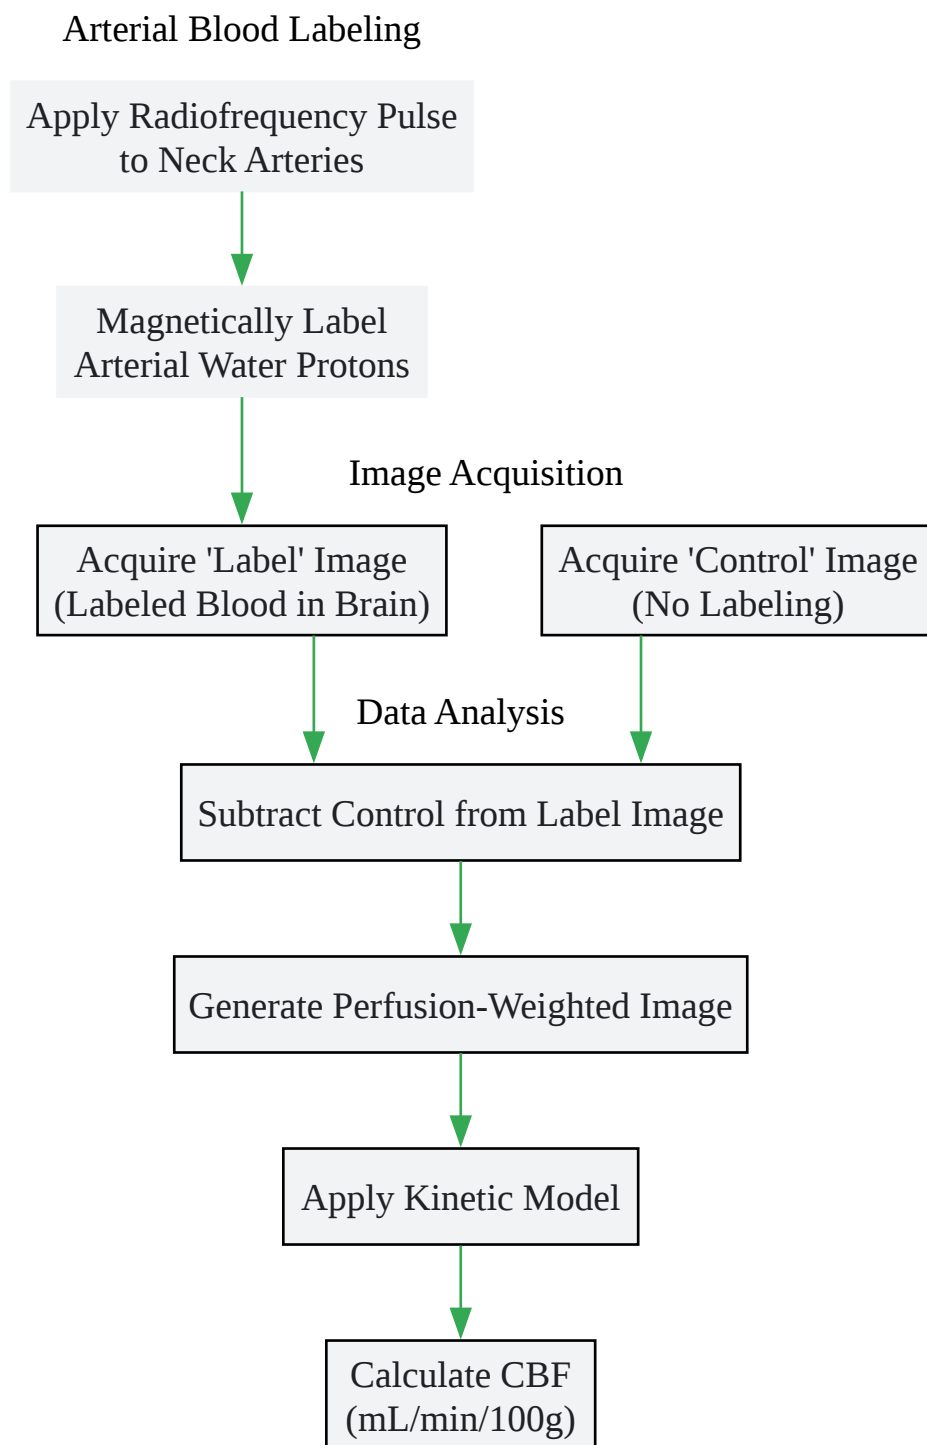 Arterial Blood Labeling
Apply Radiofrequency Pulse
to Neck Arteries
Magnetically Label
Arterial Water Protons
Image Acquisition
Acquire 'Label' Image
(Labeled Blood in Brain)
Acquire 'Control' Image
(No Labeling)
Data Analysis
Subtract Control from Label Image
Generate Perfusion-Weighted Image
Apply Kinetic Model
Calculate CBF
(mL/min/100g)